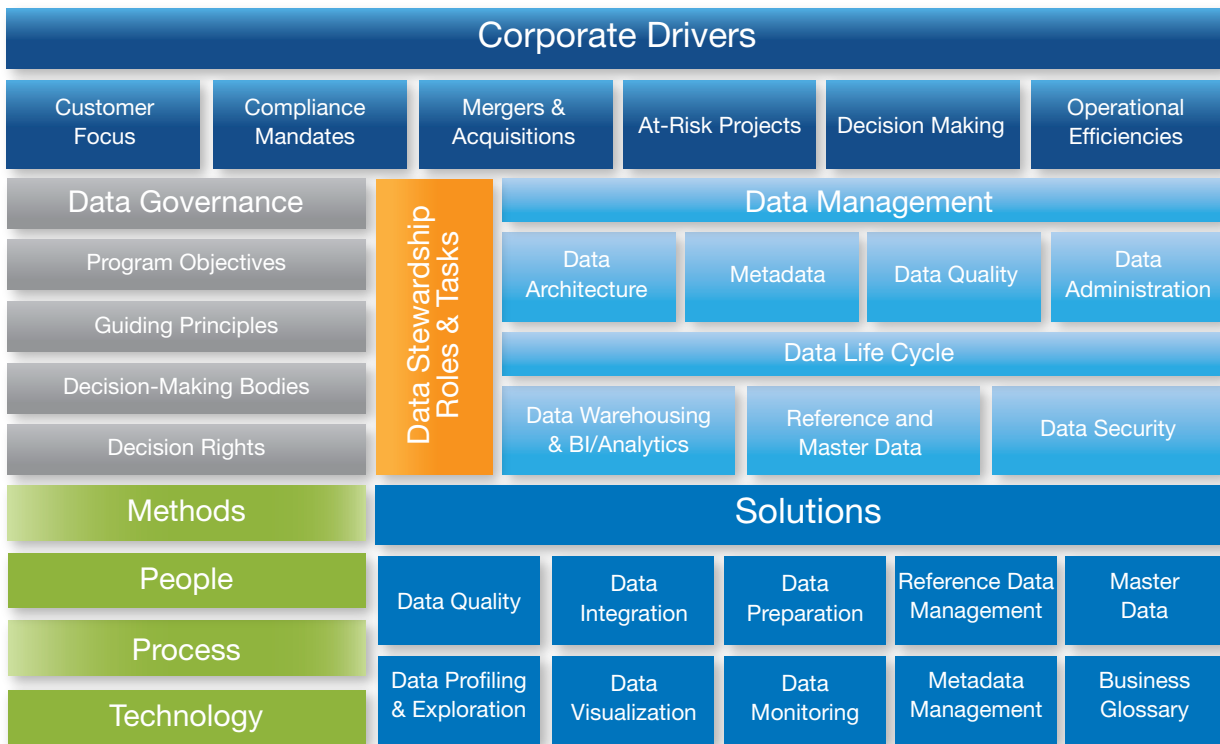 Corporate Drivers
Customer
Focus
Compliance
Mandates
Mergers &
Acquisitions
At-Risk Projects
Decision Making
Operational
Efficiencies
Data Governance
Program Objectives
Guiding Principles
Decision-Making Bodies
Decision Rights
Data Stewardship
Roles & Tasks
Data Management
Data
Architecture
Metadata
Data Quality
Data
Administration
Data Life Cycle
Data Warehousing
& BI/Analytics
Reference and
Master Data
Data Security
Methods
People
Process
Technology
Solutions
Data Quality
Data
Integration
Data
Preparation
Reference Data
Management
Master
Data
Data Profiling
& Exploration
Data
Visualization
Data
Monitoring
Metadata
Management
Business
Glossary